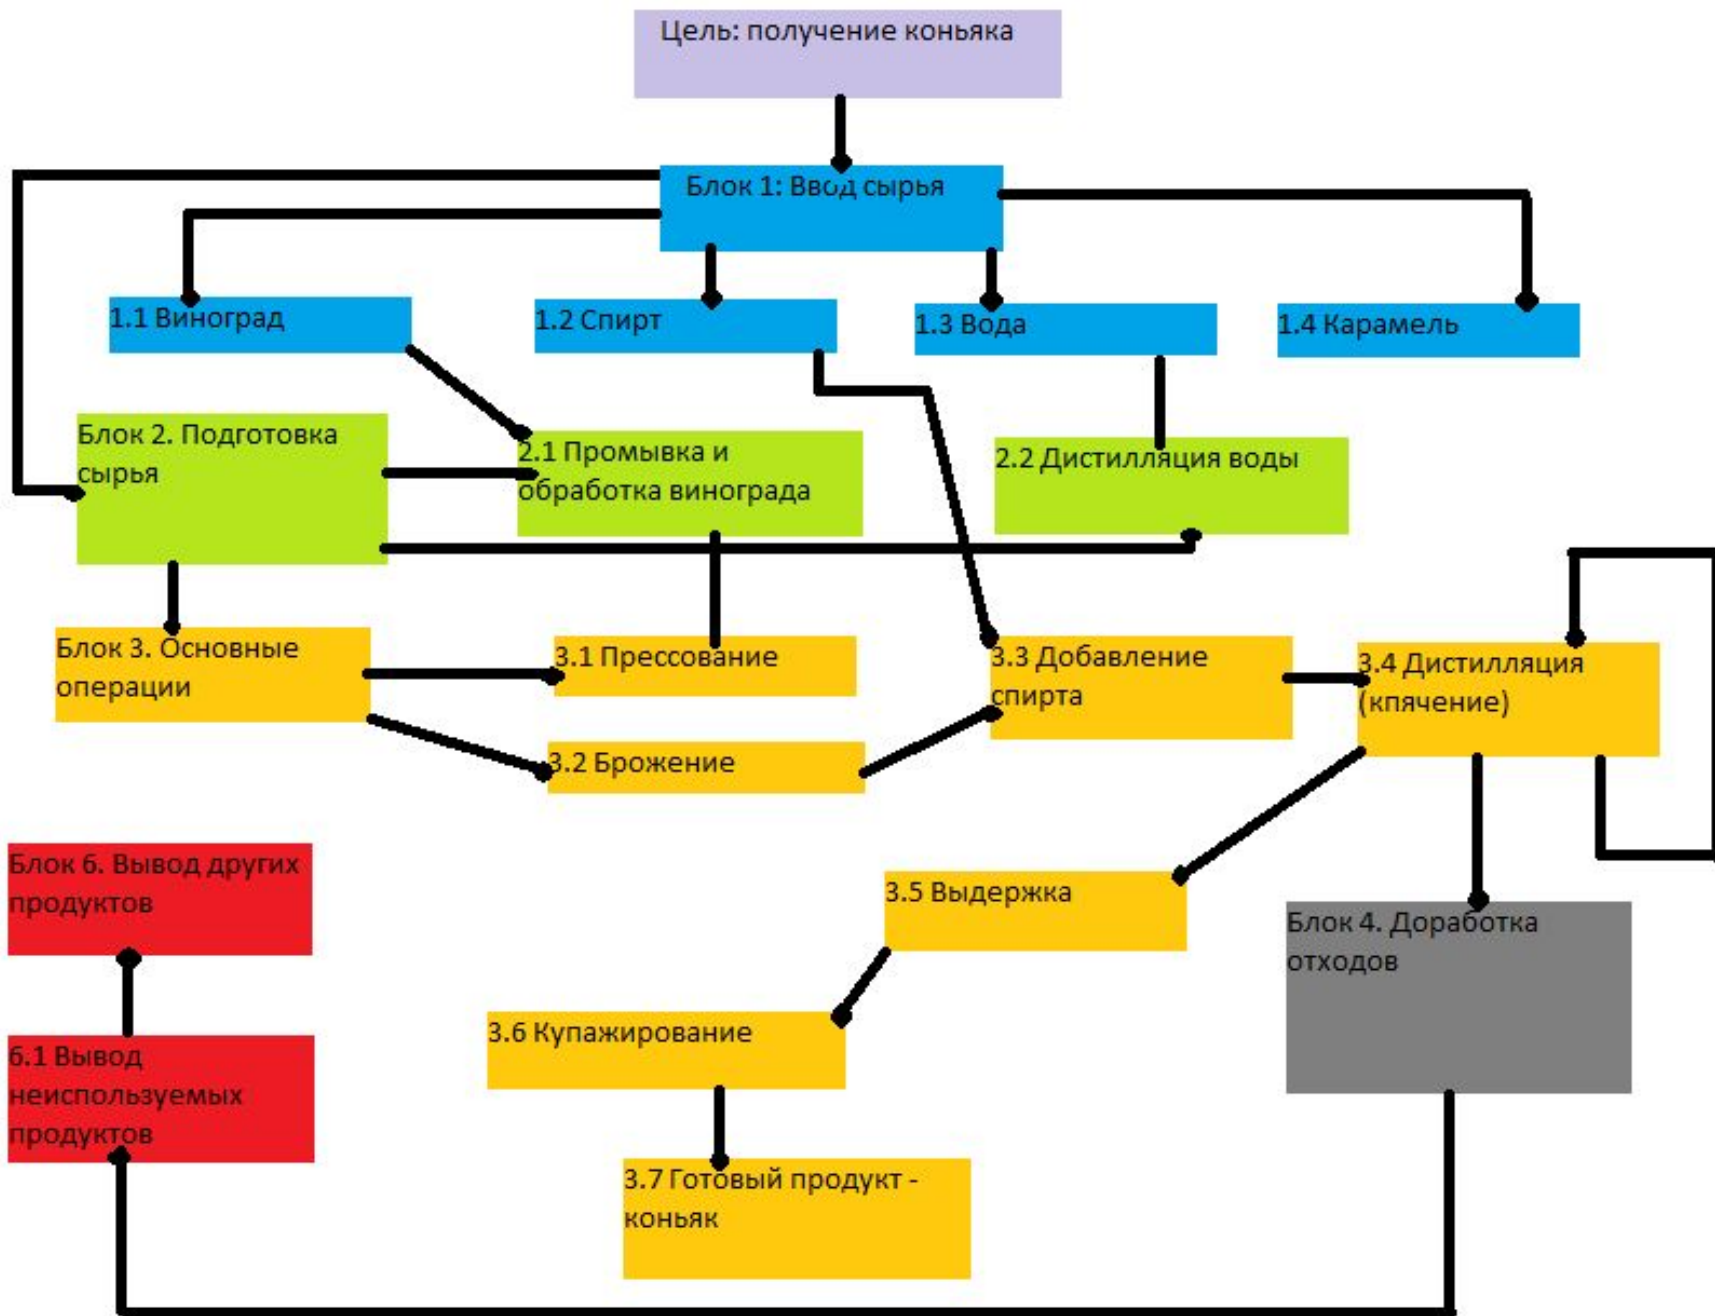 Цель: получение коньяка
Блок 1: Ввод сырья
1.1 Виноград
1.2 Спирт
1.3 Вода
1.4 Карамель
Блок 2. Подготовка
сырья
2.1 Промывка и
обработка винограда
2.2 Дистилляция воды
Блок 3. Основные
операции
3.1 Прессование
3.2 Брожение
3.3 Добавление
спирта
3.4 Дистилляция
(кпячение)
Блок 6. Вывод других
продуктов
3.5 Выдержка
Блок 4. Доработка
отходов
6.1 Вывод
неиспользуемых
продуктов
3.6 Купажирование
3.7 Готовый продукт -
коньяк